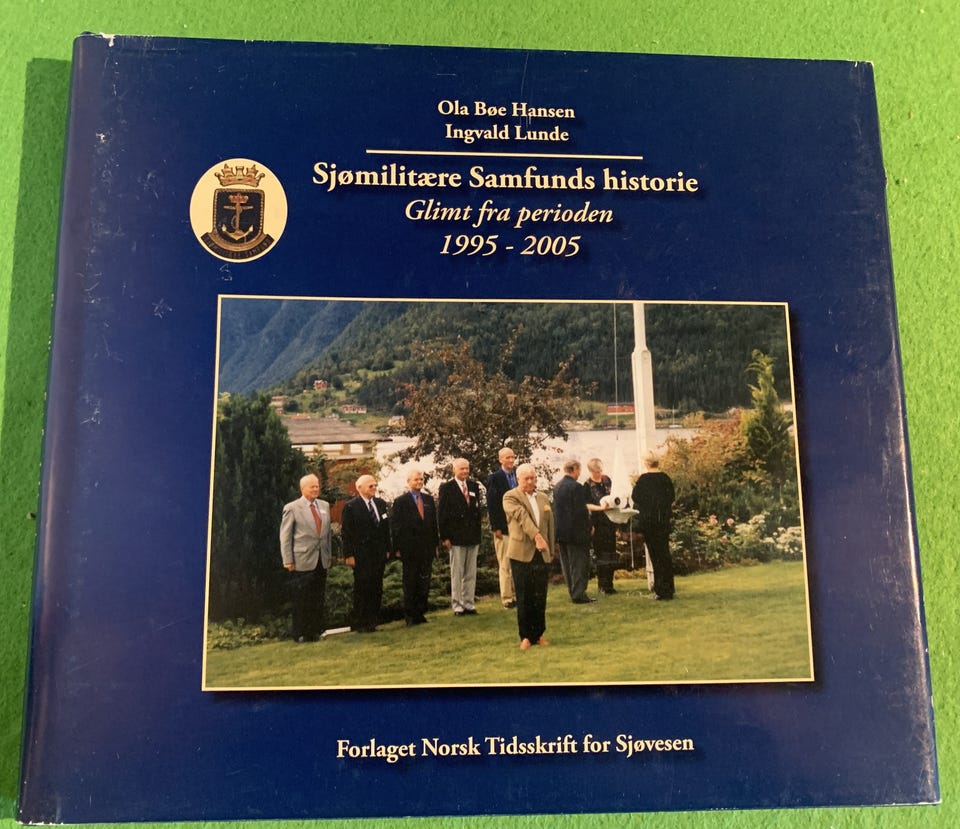 Ola Bøe Hansen
Ingvald Lunde
Sjømilitære Samfunds historie
Glimt fra perioden
1995 - 2005
Forlaget Norsk Tidsskrift for Sjøvesen